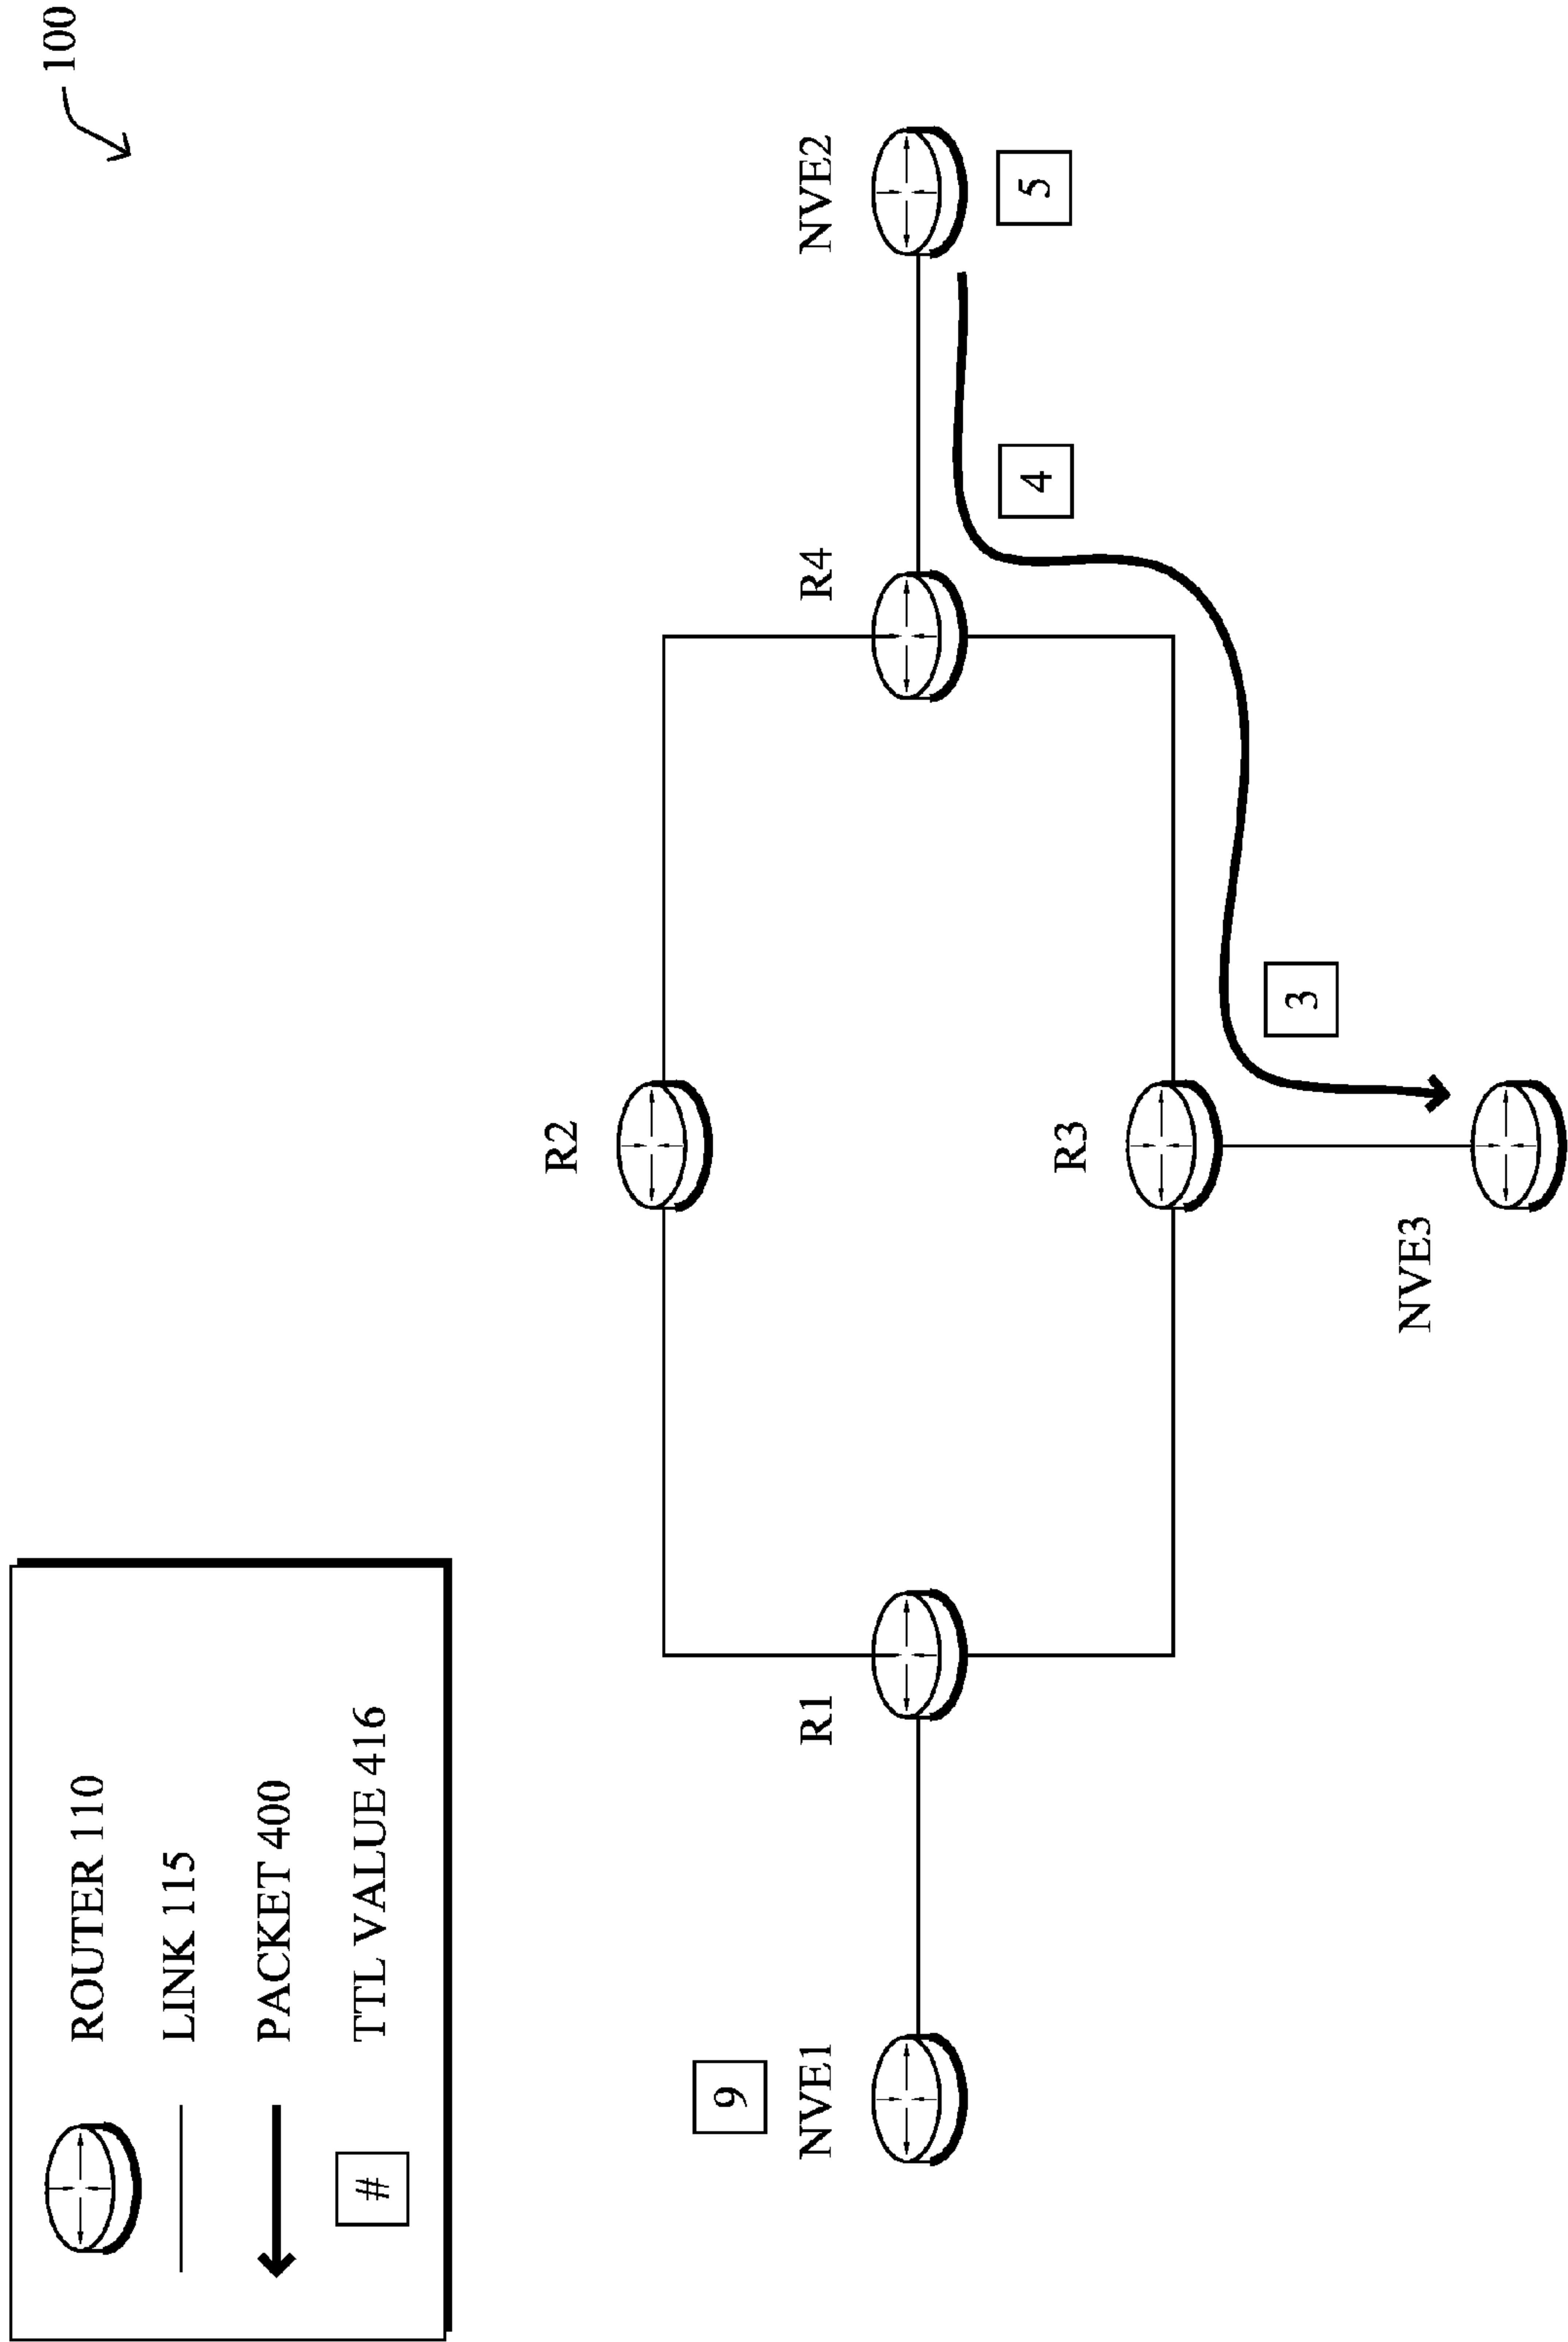 100
ROUTER 110
LINK 115
PACKET 400
# TTL VALUE 416
R2
9
NVE1
R1
R4
NVE2
4
5
R3
3
NVE3